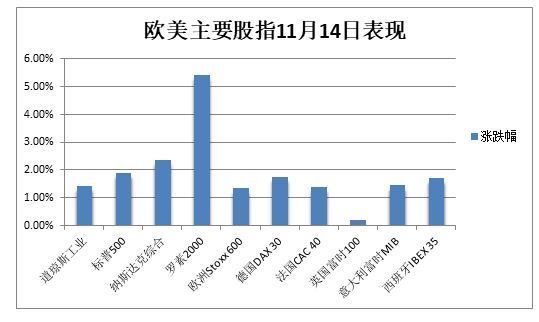 欧美主要股指11月14日表现
6.00%
5.00%
4.00%
3.00%
2.00%
1.00%
0.00%
道琼斯工业
标普500
纳斯达克综合
罗素2000
欧洲Stoxx600
德国DAX 30
法国CAC 40
英国富时100
意大利富时MIB
西班牙IBEX 35
涨跌幅